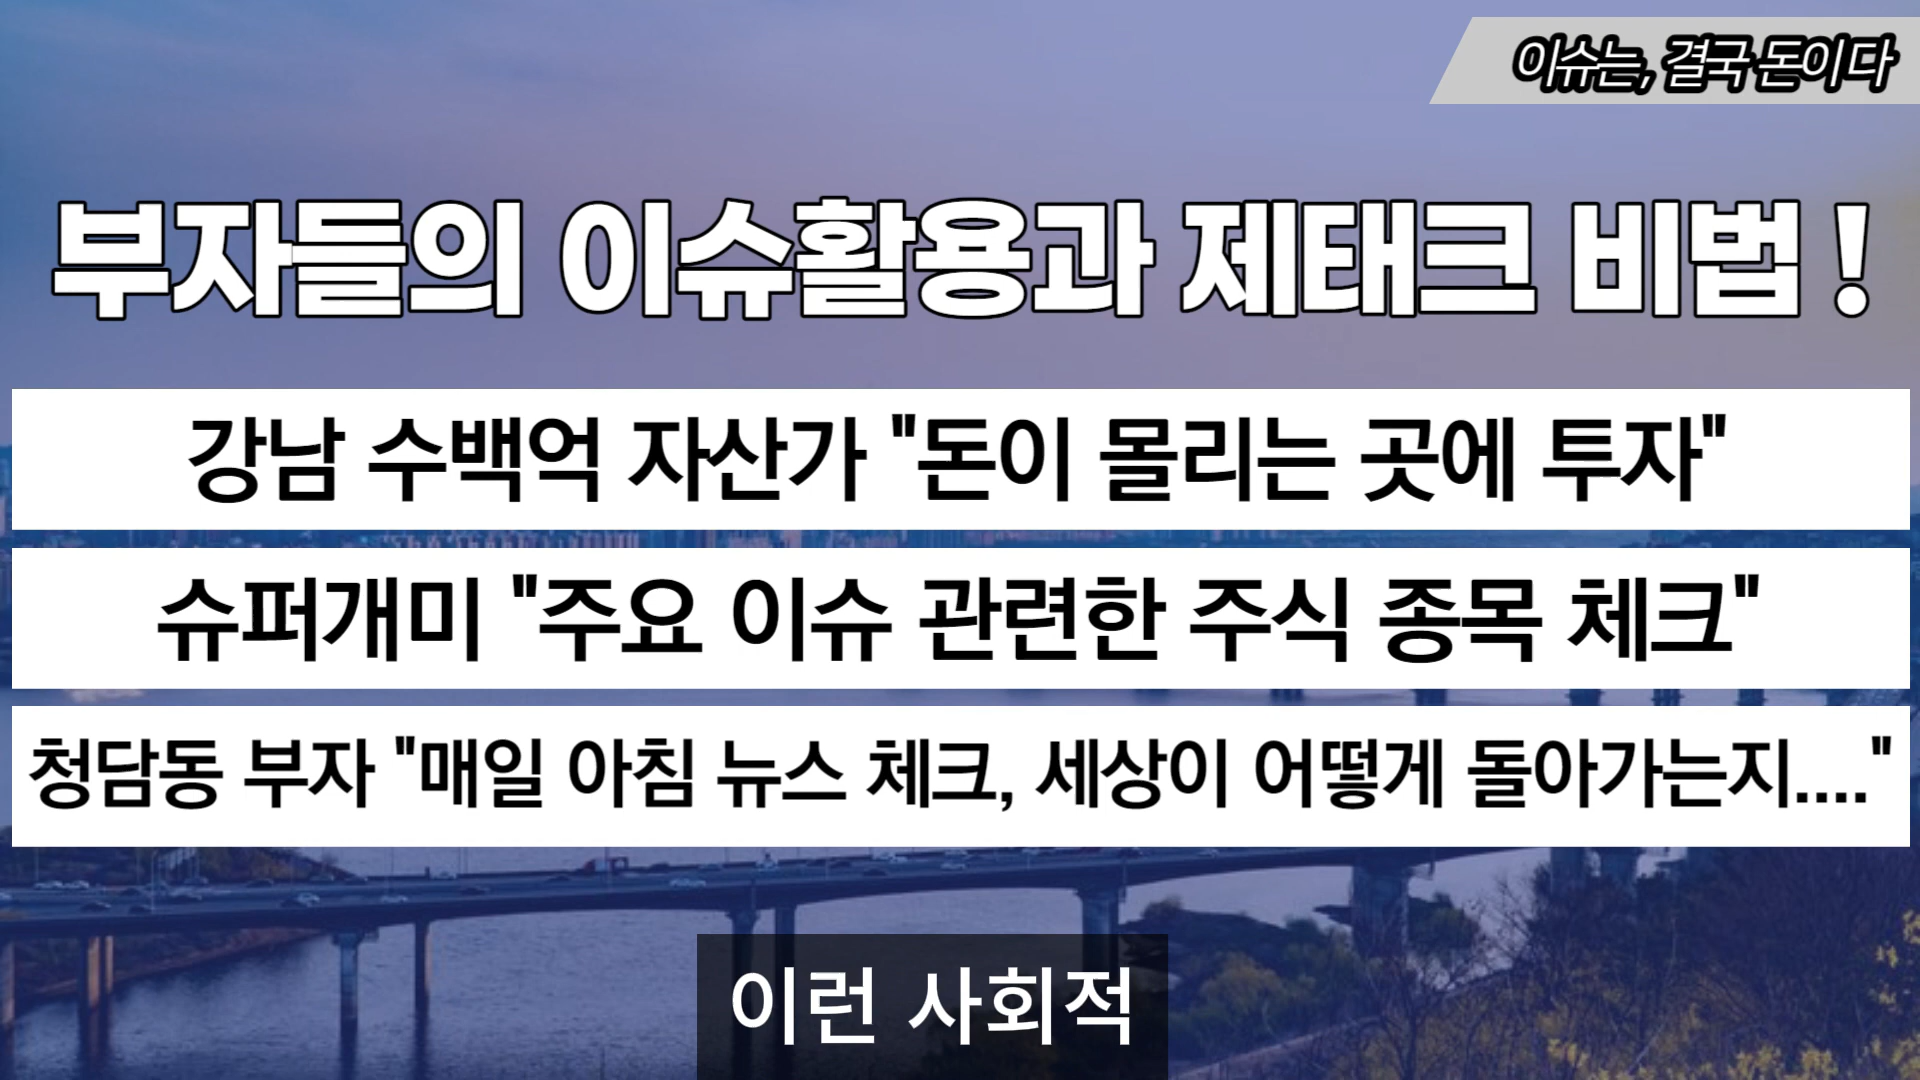 이슈는, 결국 돈이다
부자들의 이슈활용과 제태크 비법 !
강남 수백억 자산가 "돈이 몰리는 곳에 투자"
슈퍼개미 "주요 이슈 관련한 주식 종목 체크"
청담동 부자 "매일 아침 뉴스 체크, 세상이 어떻게 돌아가는지...."
이런 사회적